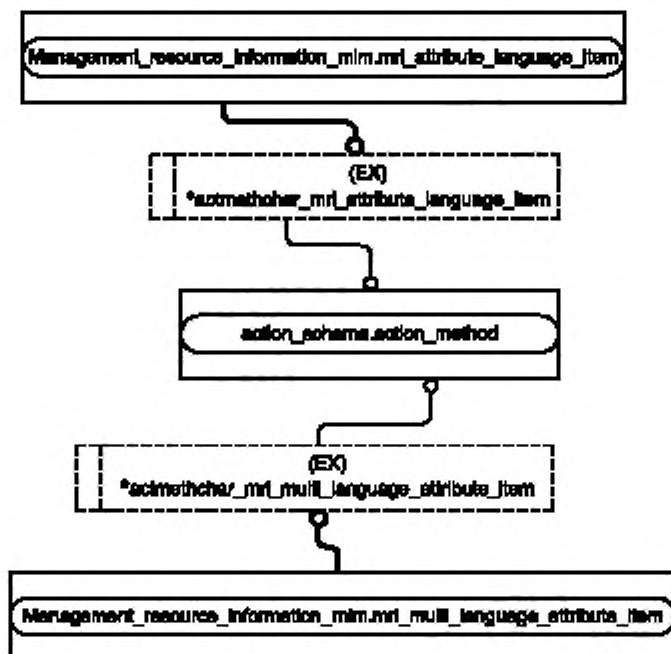 Management_resource_information_mim.mri_attribute_language_item
(EX)
*actmethchar_mri_attribute_language_item
action_schema.action_method
(EX)
*actmethchar_mri_multi_language_attribute_item
Management_resource_information_mim.mri_multi_language_attribute_item